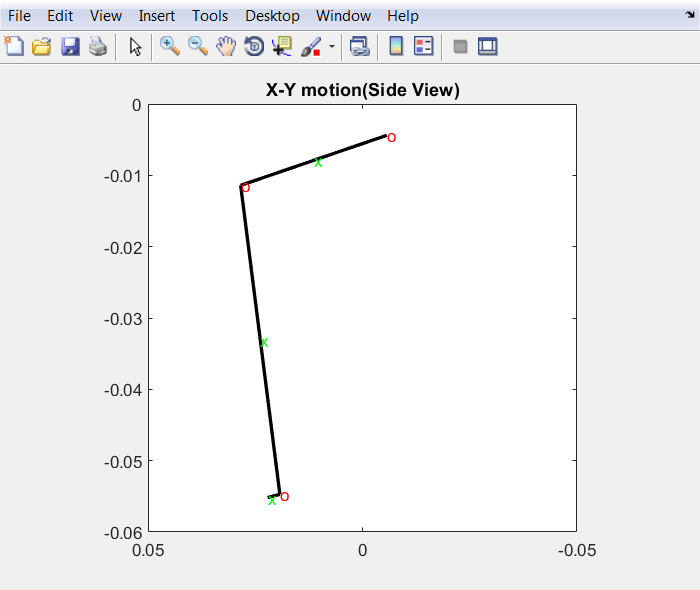 File Edit View Insert Tools Desktop Window Help
X-Y motion(Side View)
0
-0.01
-0.02
-0.03
-0.04
-0.05
-0.06
0.05 0 -0.05
o
x
o
x
o
x